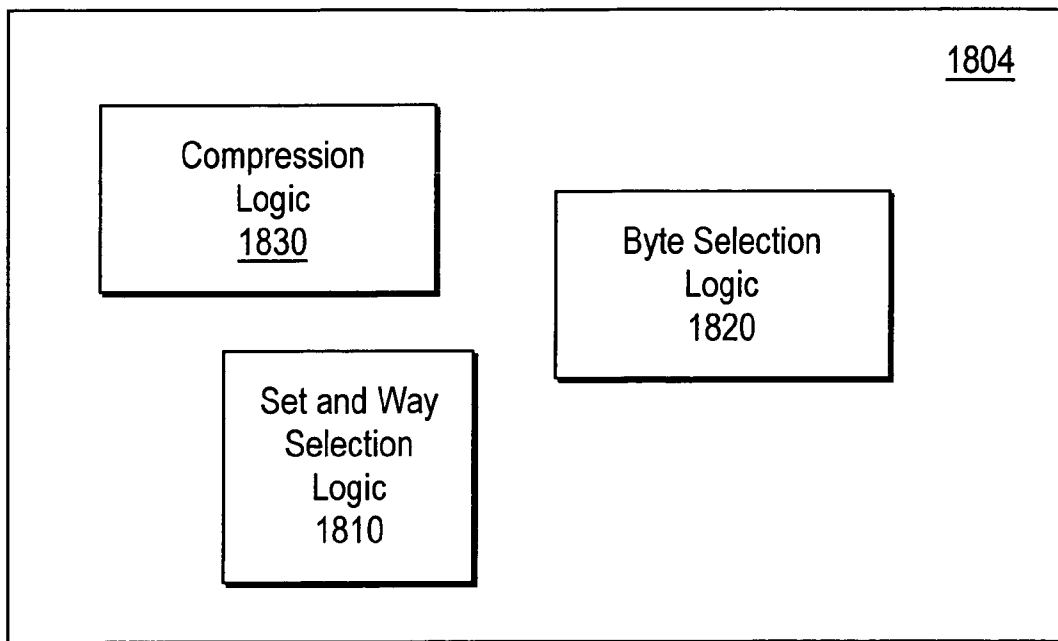 1804
Compression
Logic
1830
Byte Selection
Logic
1820
Set and Way
Selection
Logic
1810